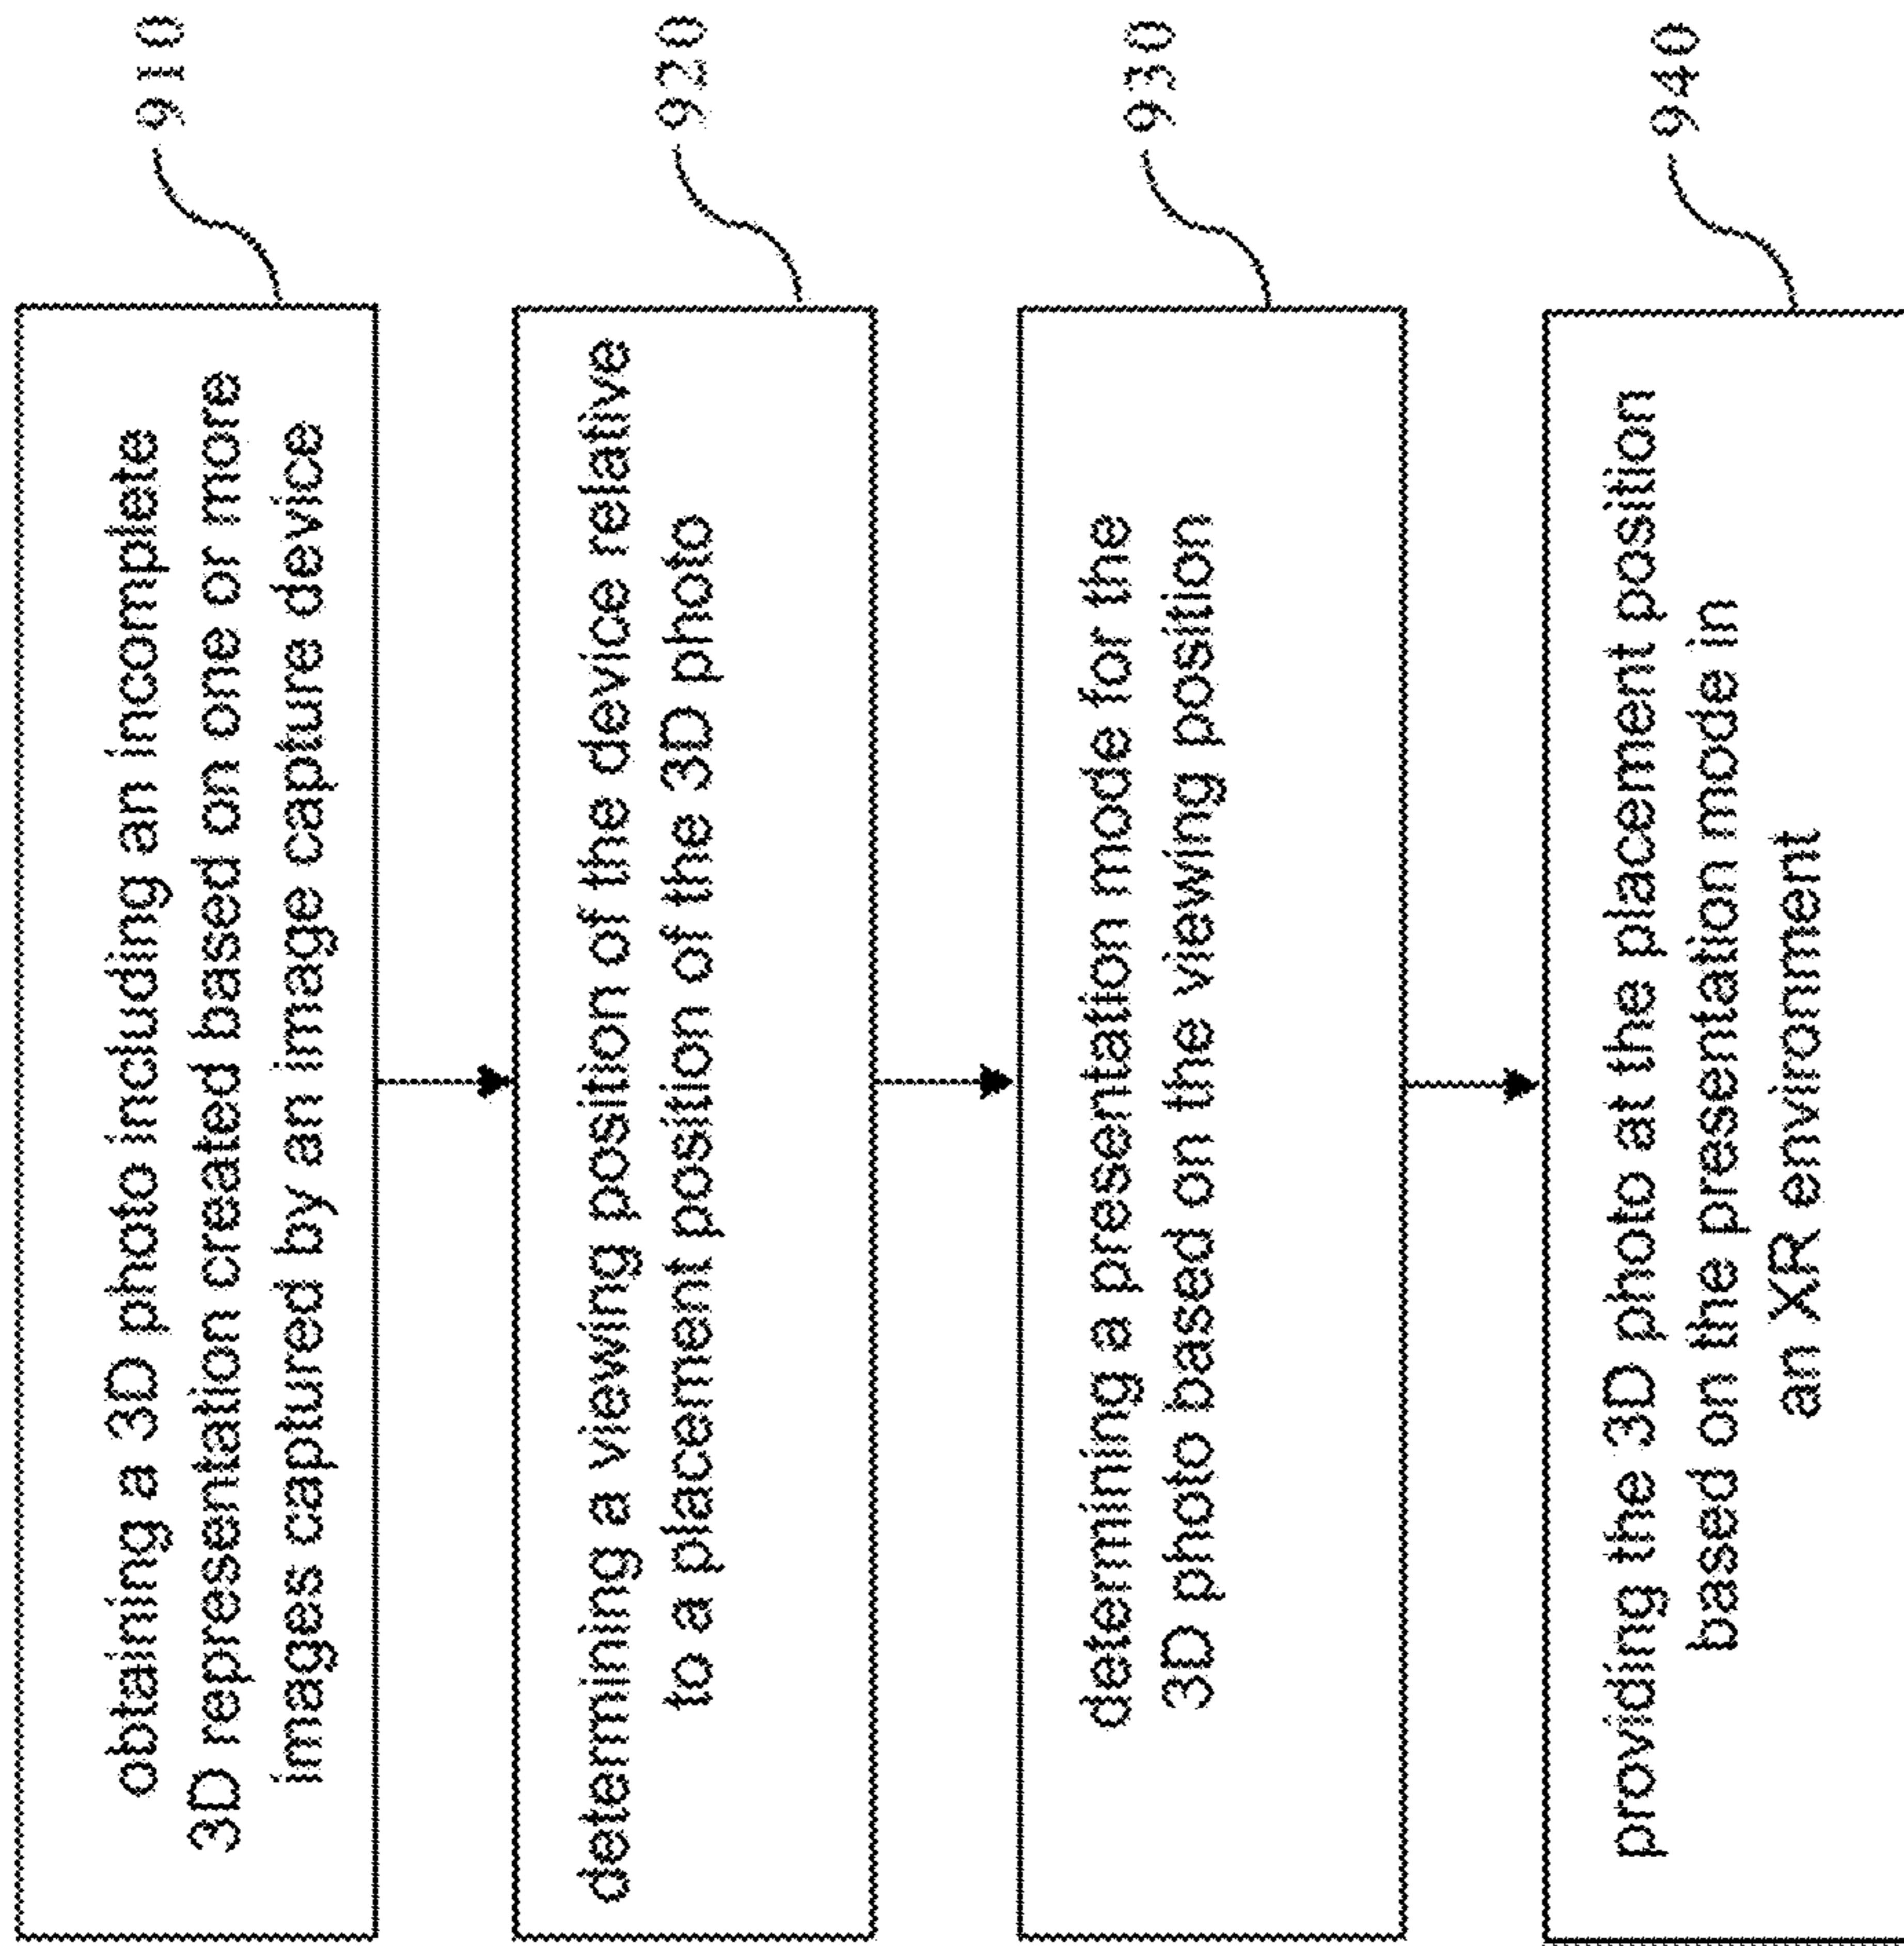 obtaining a 3D photo including an incomplete
3D representation created based on one or more
images captured by an image capture device
910
determining a viewing position of the device relative
to a placement position of the 3D photo
920
determining a presentation mode for the
3D photo based on the viewing position
930
providing the 3D photo at the placement position
based on the presentation mode in
an XR environment
940